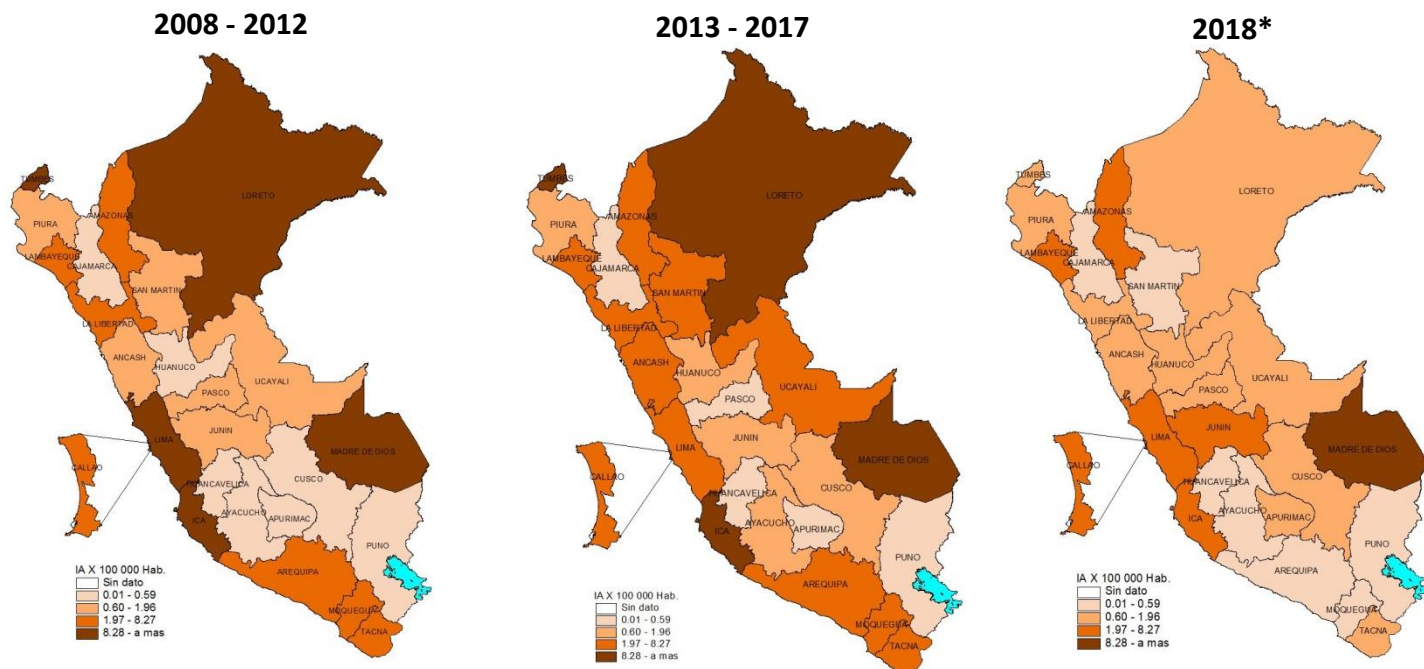 2008 - 2012
TUMBES
LORETO
PIURA
AMAZONAS
LAMBAYEQUE
CAJAMARCA
SAN MARTIN
LA LIBERTAD
ANCASH
HUANUCO
UCAYALI
PASCO
LIMA
JUNIN
MADRE DE DIOS
CALLAO
CUSCO
HUANCAVELICA
AYACUCHO
APURIMAC
ICA
PUNO
AREQUIPA
MOQUEGUA
TACNA
IA X 100 000 Hab.
Sin dato
0.01 - 0.59
0.60 - 1.96
1.97 - 8.27
8.28 - a mas
2013 - 2017
TUMBES
LORETO
PIURA
AMAZONAS
LAMBAYEQUE
CAJAMARCA
SAN MARTIN
LA LIBERTAD
ANCASH
HUANUCO
UCAYALI
PASCO
LIMA
JUNIN
MADRE DE DIOS
CALLAO
CUSCO
HUANCAVELICA
AYACUCHO
APURIMAC
ICA
PUNO
AREQUIPA
MOQUEGUA
TACNA
IA X 100 000 Hab.
Sin dato
0.01 - 0.59
0.60 - 1.96
1.97 - 8.27
8.28 - a mas
2018*
TUMBES
LORETO
PIURA
AMAZONAS
LAMBAYEQUE
CAJAMARCA
SAN MARTIN
LA LIBERTAD
ANCASH
HUANUCO
UCAYALI
PASCO
LIMA
JUNIN
MADRE DE DIOS
CALLAO
CUSCO
HUANCAVELICA
AYACUCHO
APURIMAC
ICA
PUNO
AREQUIPA
MOQUEGUA
TACNA
IA X 100 000 Hab.
Sin dato
0.01 - 0.59
0.60 - 1.96
1.97 - 8.27
8.28 - a mas